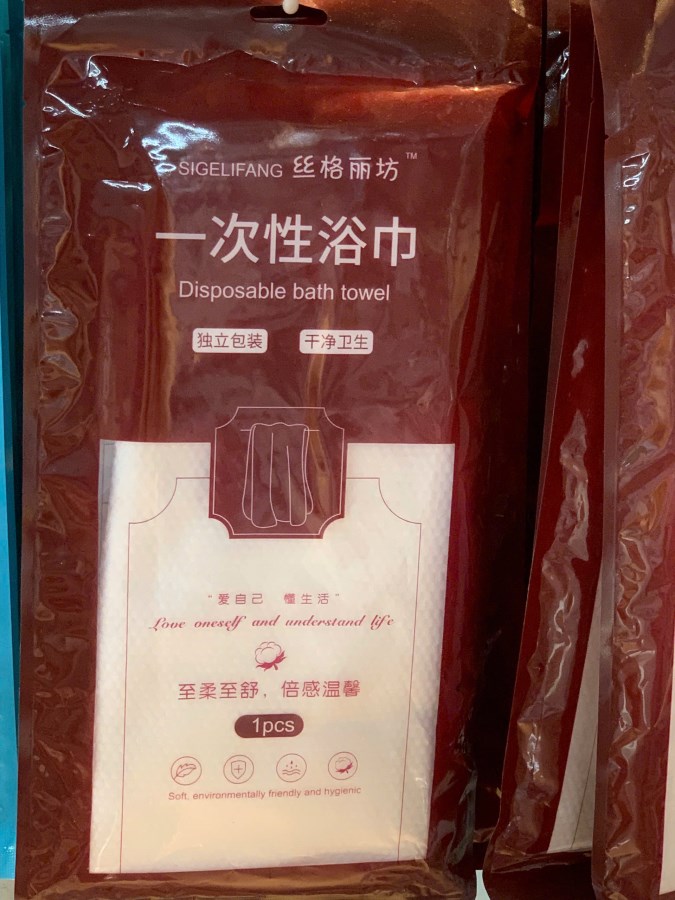 SIGELIFANG 丝格丽坊™
一次性浴巾
Disposable bath towel
独立包装 干净卫生
“爱自己 懂生活”
Love oneself and understand life
至柔至舒，倍感温馨
1pcs
Soft, environmentally friendly and hygienic